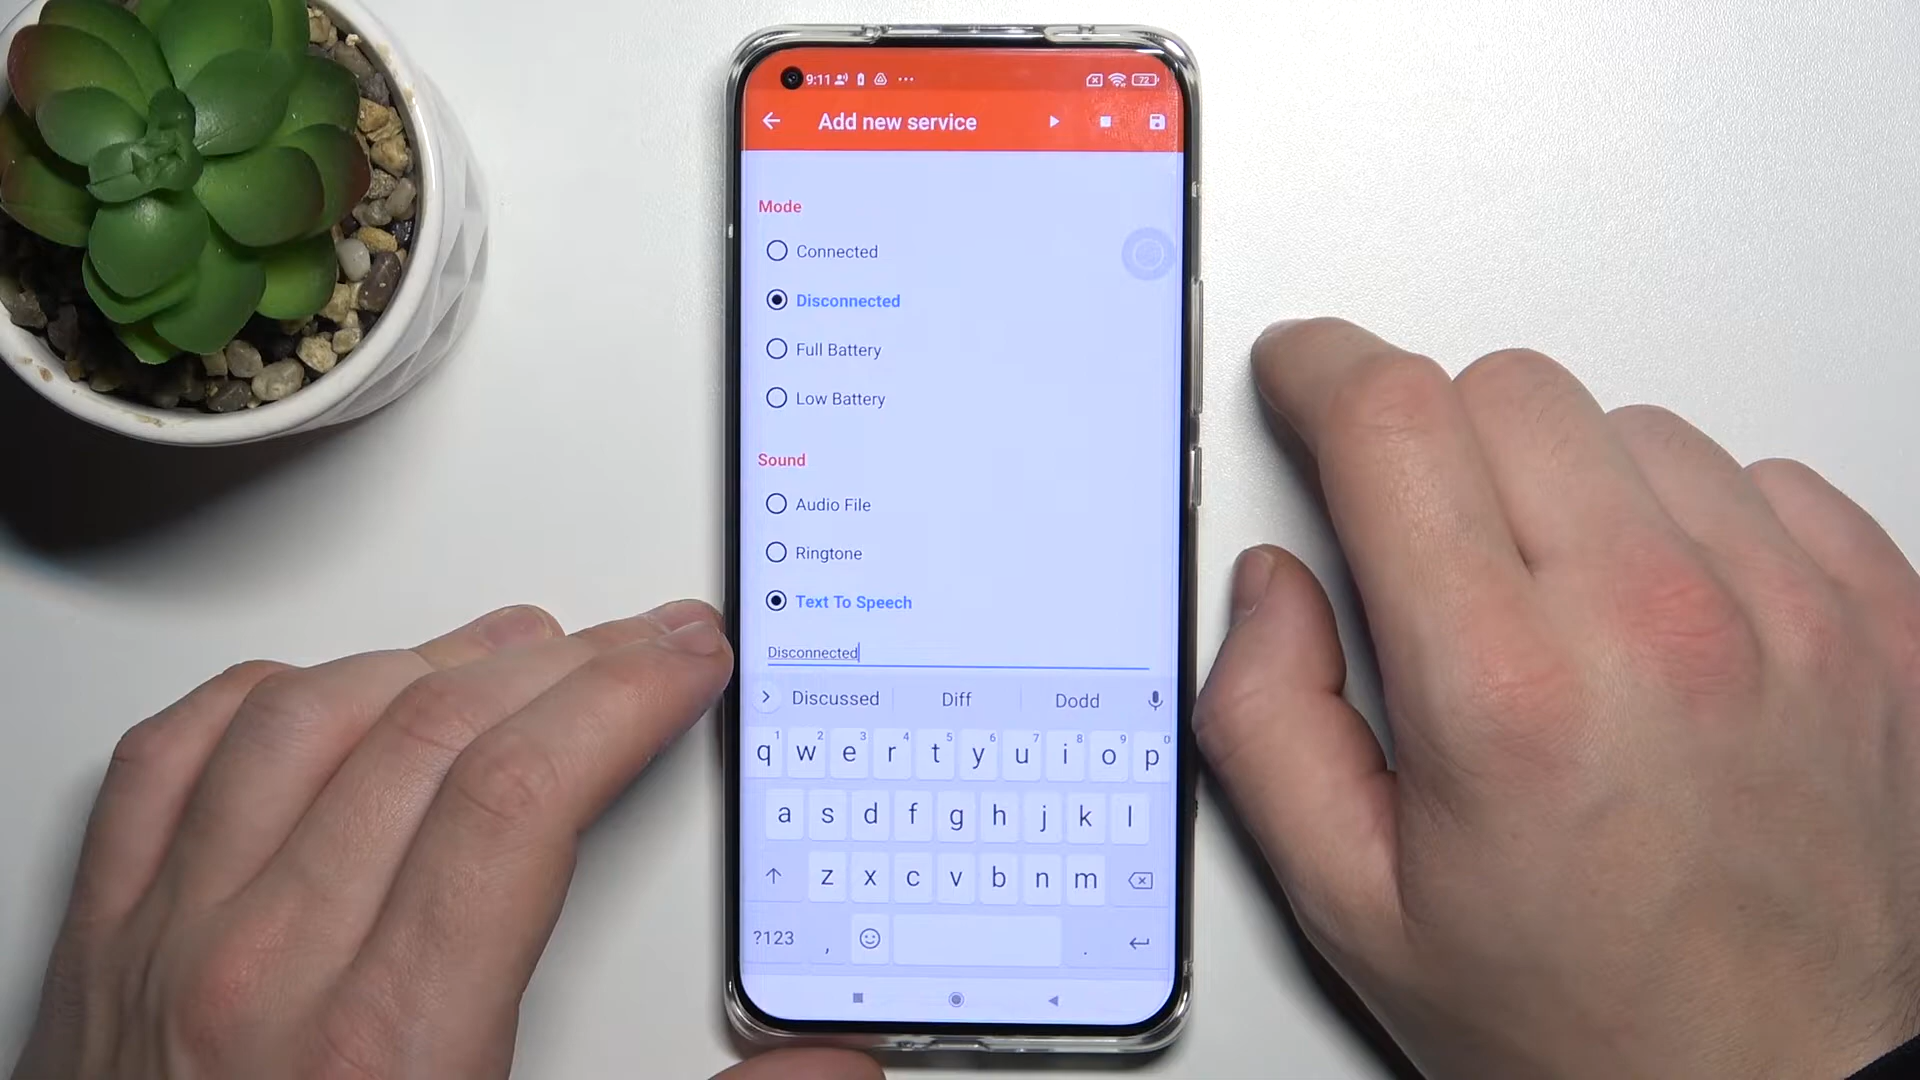 9:11
72
Add new service
Mode
Connected
Disconnected
Full Battery
Low Battery
Sound
Audio File
Ringtone
Text To Speech
Disconnected
Discussed Diff Dodd
1 2 3 4 5 6 7 8 9 0
q w e r t y u i o p
a s d f g h j k l
z x c v b n m
?123 , .